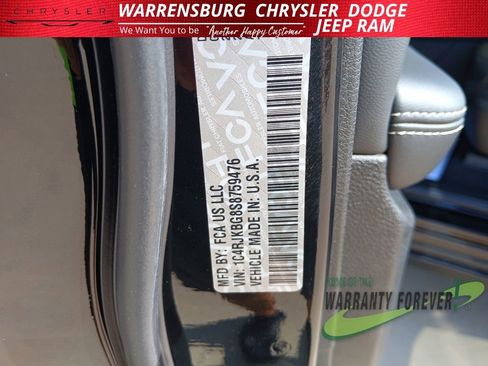 WARRENSBURG CHRYSLER DODGE
JEEP RAM
CHRYSLER
We Want You to be "Another Happy Customer"
MFD BY: FCA US LLC
VIN: 1C4RJKBG8S8759476
VEHICLE MADE IN: U.S.A.
WARRANTY FOREVER